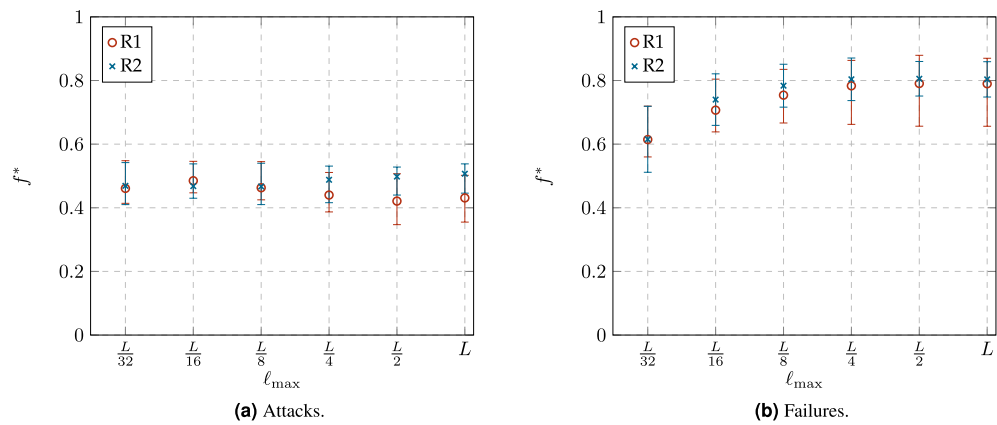 1
0.8
0.6
0.4
0.2
0
f*
R1
R2
L/32 L/16 L/8 L/4 L/2 L
ℓmax
(a) Attacks.
1
0.8
0.6
0.4
0.2
0
f*
R1
R2
L/32 L/16 L/8 L/4 L/2 L
ℓmax
(b) Failures.